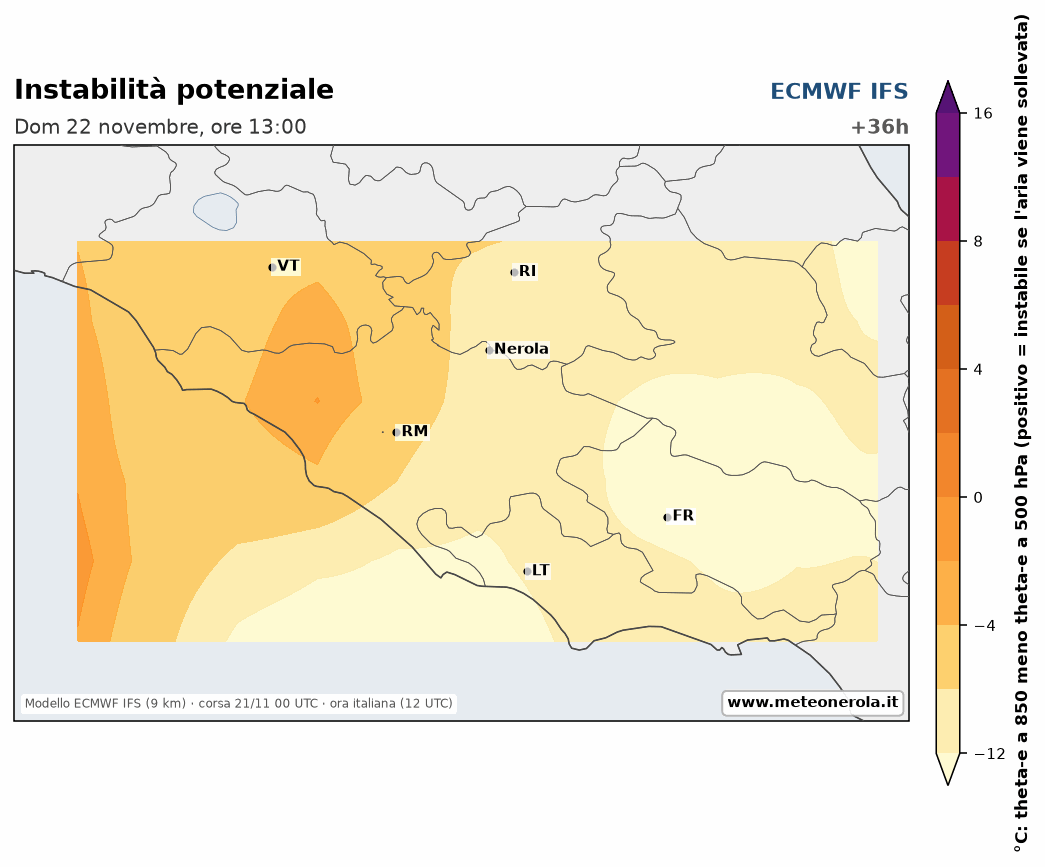 Instabilità potenziale
ECMWF IFS
Dom 22 novembre, ore 13:00
+36h
VT
RI
Nerola
RM
FR
LT
Modello ECMWF IFS (9 km) · corsa 21/11 00 UTC · ora italiana (12 UTC)
www.meteonerola.it
16
8
4
0
−4
−12
°C: theta-e a 850 meno theta-e a 500 hPa (positivo = instabile se l'aria viene sollevata)